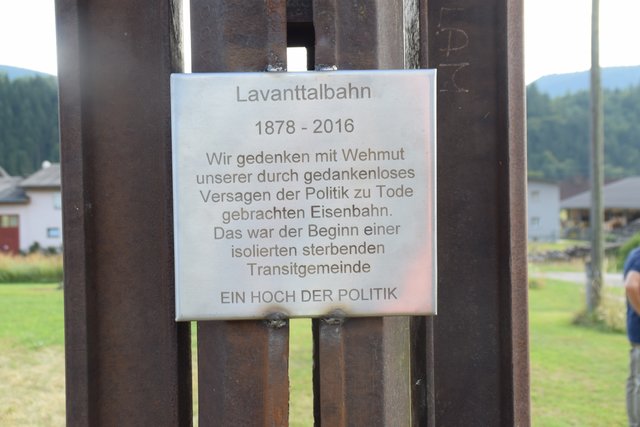 LAM
Lavanttalbahn
1878 - 2016
Wir gedenken mit Wehmut
unserer durch gedankenloses
Versagen der Politik zu Tode
gebrachten Eisenbahn.
Das war der Beginn einer
isolierten sterbenden
Transitgemeinde
EIN HOCH DER POLITIK